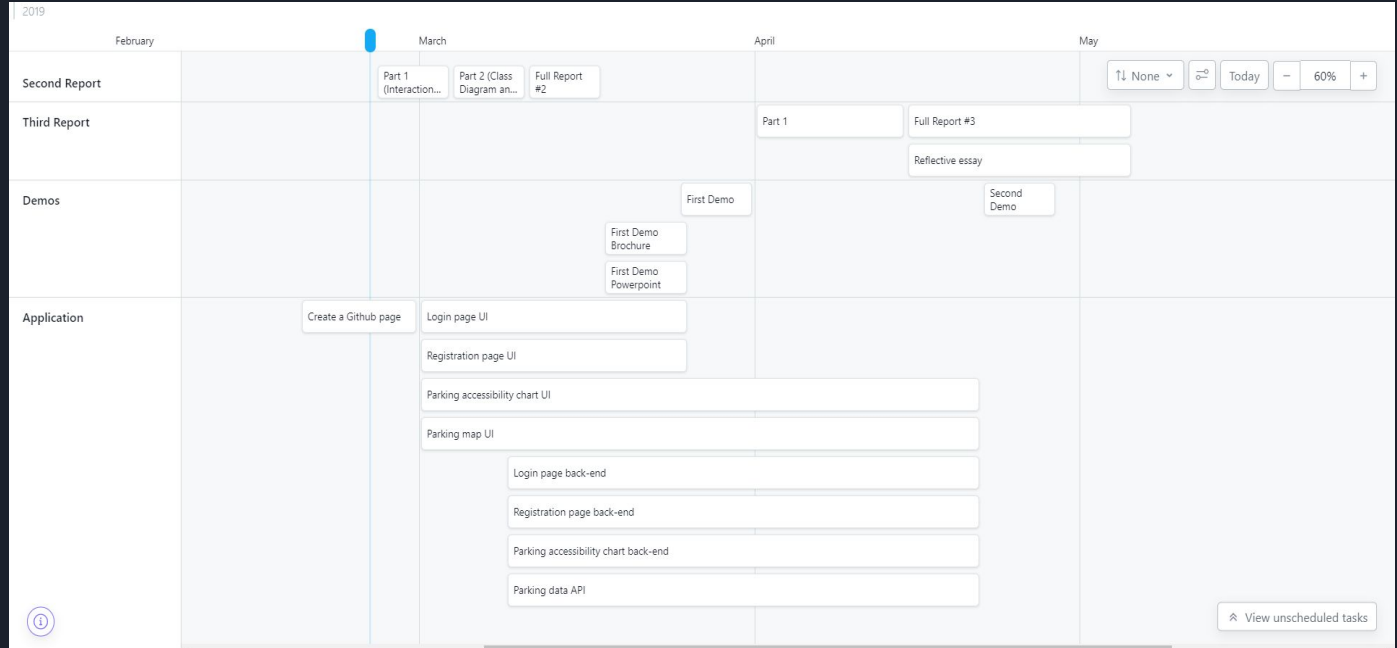 2019
February
March
April
May
Second Report
Part 1
(Interaction...
Part 2 (Class
Diagram an...
Full Report
#2
None
Today
−
60%
+
Third Report
Part 1
Full Report #3
Reflective essay
Demos
First Demo
Second
Demo
First Demo
Brochure
First Demo
Powerpoint
Application
Create a Github page
Login page UI
Registration page UI
Parking accessibility chart UI
Parking map UI
Login page back-end
Registration page back-end
Parking accessibility chart back-end
Parking data API
View unscheduled tasks